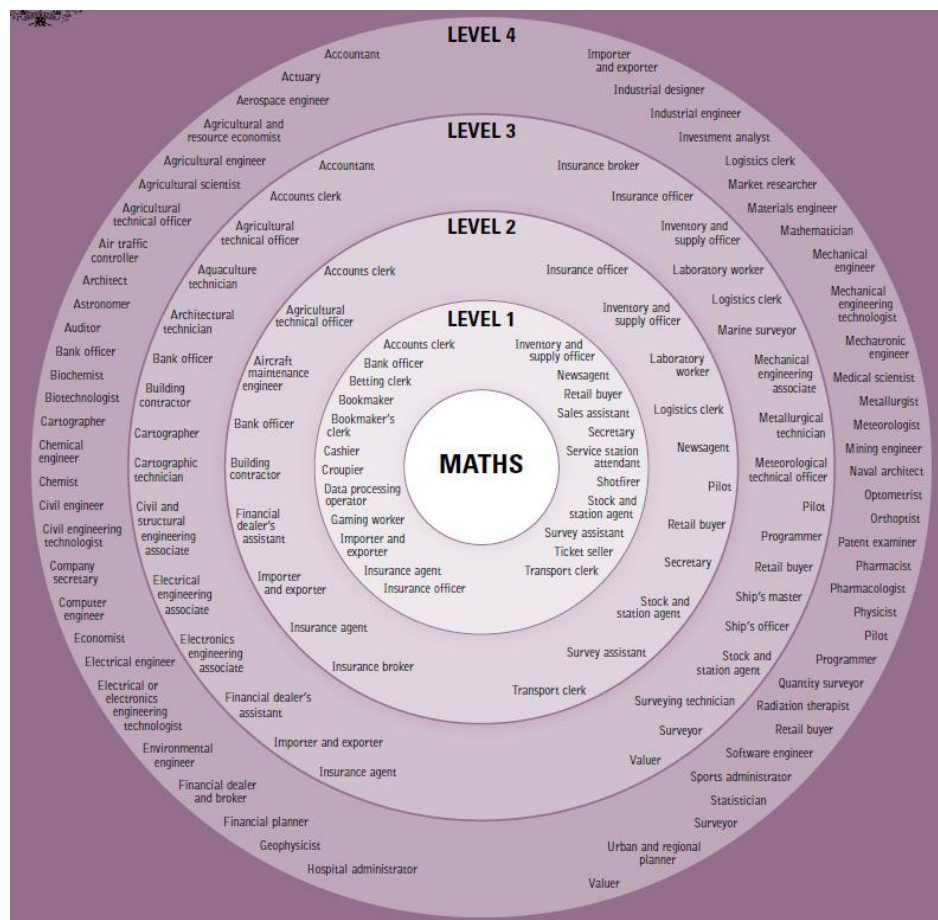 LEVEL 4
Accountant
Actuary
Aerospace engineer
Agricultural and
resource economist
Agricultural engineer
Agricultural scientist
Agricultural
technical officer
Air traffic
controller
Architect
Astronomer
Auditor
Bank officer
Biochemist
Biotechnologist
Cartographer
Chemical
engineer
Chemist
Civil engineer
Civil engineering
technologist
Company
secretary
Computer
engineer
Economist
Electrical engineer
Electrical or
electronics
engineering
technologist
Environmental
engineer
Financial dealer
and broker
Financial planner
Geophysicist
Hospital administrator
Importer
and exporter
Industrial designer
Industrial engineer
Investment analyst
Logistics clerk
Market researcher
Materials engineer
Mathematician
Mechanical
engineer
Mechanical
engineering
technologist
Mechatronic
engineer
Medical scientist
Metallurgist
Meteorologist
Mining engineer
Naval architect
Optometrist
Orthoptist
Patent examiner
Pharmacist
Pharmacologist
Physicist
Pilot
Programmer
Quantity surveyor
Radiation therapist
Retail buyer
Software engineer
Sports administrator
Statistician
Surveyor
Urban and regional
planner
Valuer
LEVEL 3
Accountant
Accounts clerk
Agricultural
technical officer
Aquaculture
technician
Architectural
technician
Bank officer
Building
contractor
Cartographer
Cartographic
technician
Civil and
structural
engineering
associate
Electrical
engineering
associate
Electronics
engineering
associate
Financial dealer's
assistant
Importer and exporter
Insurance agent
Insurance broker
Insurance officer
Inventory and
supply officer
Laboratory worker
Logistics clerk
Marine surveyor
Mechanical
engineering
associate
Metallurgical
technician
Meteorological
technical officer
Pilot
Programmer
Retail buyer
Ship's master
Ship's officer
Stock and
station agent
Surveying technician
Surveyor
Valuer
LEVEL 2
Accounts clerk
Agricultural
technical officer
Aircraft
maintenance
engineer
Bank officer
Building
contractor
Financial
dealer's
assistant
Importer
and exporter
Insurance agent
Insurance broker
Insurance officer
Inventory and
supply officer
Laboratory
worker
Logistics clerk
Newsagent
Pilot
Retail buyer
Secretary
Stock and
station agent
Survey assistant
Transport clerk
LEVEL 1
Accounts clerk
Bank officer
Betting clerk
Bookmaker
Bookmaker's
clerk
Cashier
Croupier
Data processing
operator
Gaming worker
Importer and
exporter
Insurance agent
Insurance officer
Inventory and
supply officer
Newsagent
Retail buyer
Sales assistant
Secretary
Service station
attendant
Shotfirer
Stock and
station agent
Survey assistant
Ticket seller
Transport clerk
MATHS